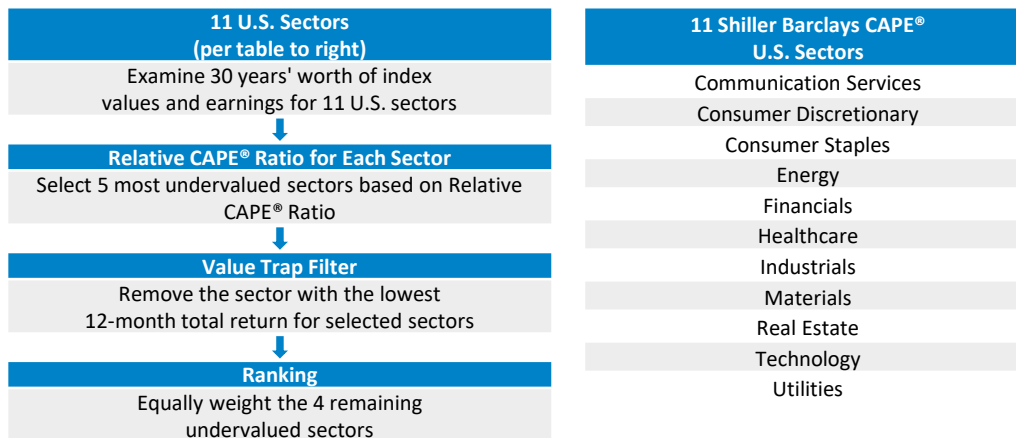 11 U.S. Sectors
(per table to right)
Examine 30 years' worth of index
values and earnings for 11 U.S. sectors
Relative CAPE® Ratio for Each Sector
Select 5 most undervalued sectors based on Relative
CAPE® Ratio
Value Trap Filter
Remove the sector with the lowest
12-month total return for selected sectors
Ranking
Equally weight the 4 remaining
undervalued sectors
11 Shiller Barclays CAPE®
U.S. Sectors
Communication Services
Consumer Discretionary
Consumer Staples
Energy
Financials
Healthcare
Industrials
Materials
Real Estate
Technology
Utilities